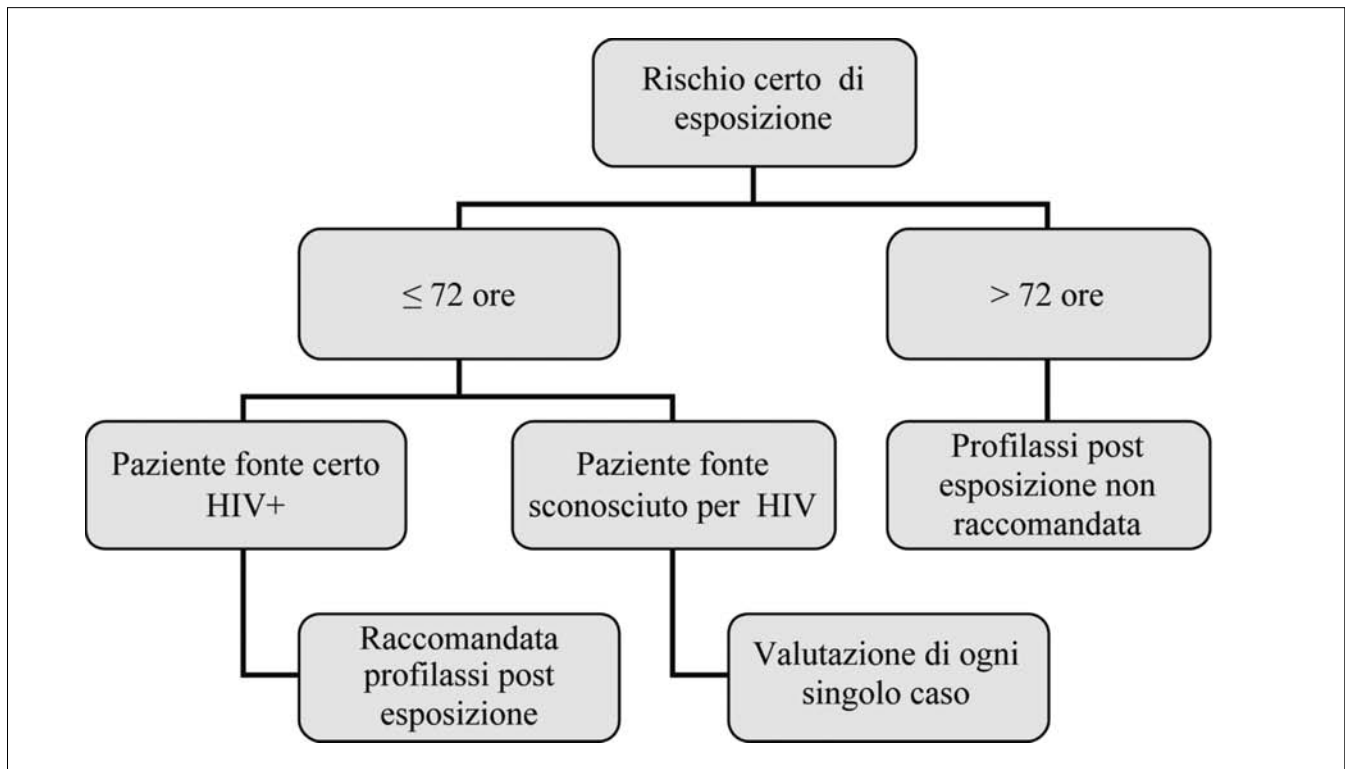 Rischio certo di
esposizione
≤ 72 ore
> 72 ore
Paziente fonte certo
HIV+
Paziente fonte
sconosciuto per HIV
Profilassi post
esposizione non
raccomandata
Raccomandata
profilassi post
esposizione
Valutazione di ogni
singolo caso